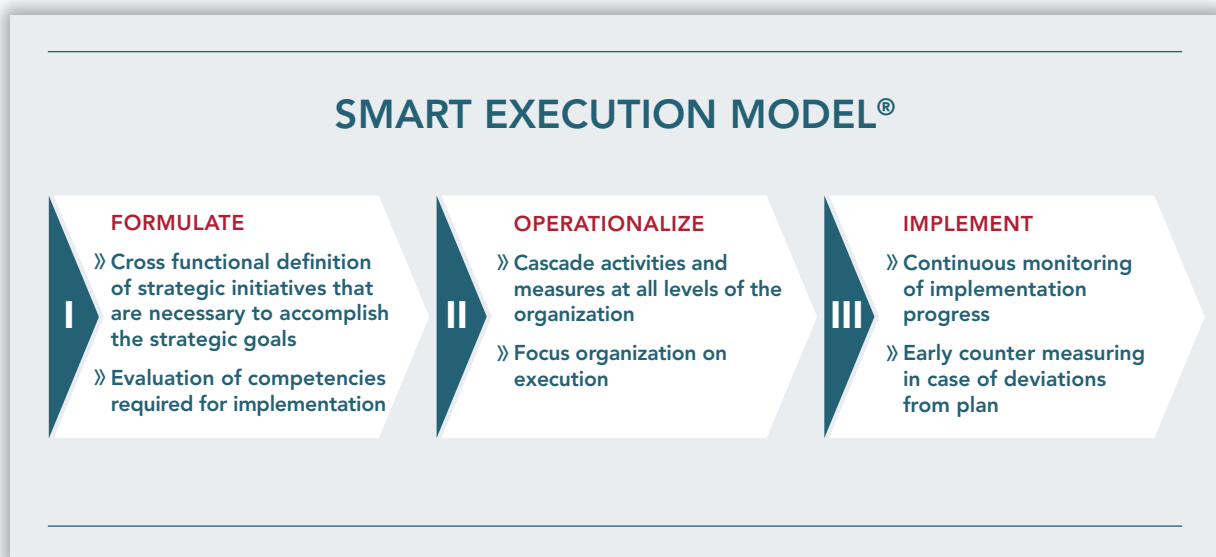 SMART EXECUTION MODEL®
I
FORMULATE
» Cross functional definition
of strategic initiatives that
are necessary to accomplish
the strategic goals
» Evaluation of competencies
required for implementation
II
OPERATIONALIZE
» Cascade activities and
measures at all levels of the
organization
» Focus organization on
execution
III
IMPLEMENT
» Continuous monitoring
of implementation
progress
» Early counter measuring
in case of deviations
from plan